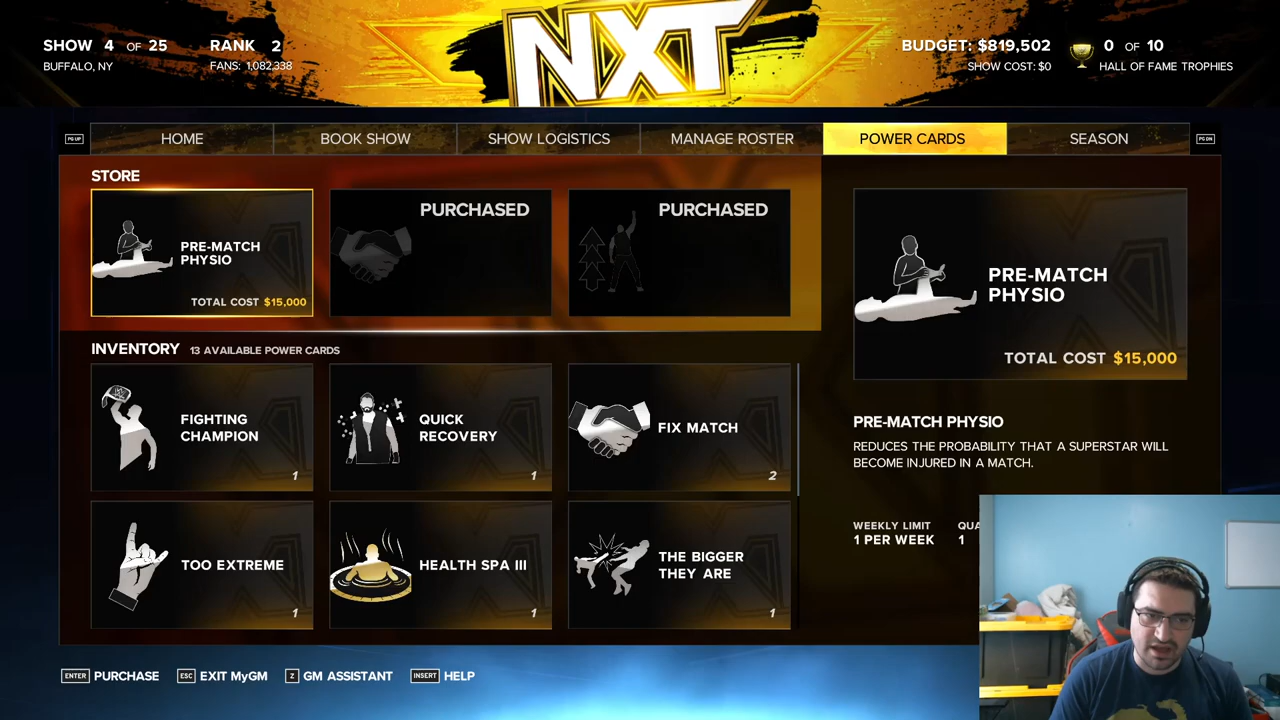 SHOW 4 OF 25
BUFFALO, NY
RANK 2
FANS: 1,082,338
NXT
BUDGET: $819,502
SHOW COST: $0
0 OF 10
HALL OF FAME TROPHIES
PG UP
HOME
BOOK SHOW
SHOW LOGISTICS
MANAGE ROSTER
POWER CARDS
SEASON
PG DN
STORE
PRE-MATCH
PHYSIO
TOTAL COST $15,000
PURCHASED
PURCHASED
INVENTORY 13 AVAILABLE POWER CARDS
FIGHTING
CHAMPION
1
QUICK
RECOVERY
1
FIX MATCH
2
TOO EXTREME
1
HEALTH SPA III
1
THE BIGGER
THEY ARE
1
PRE-MATCH
PHYSIO
TOTAL COST $15,000
PRE-MATCH PHYSIO
REDUCES THE PROBABILITY THAT A SUPERSTAR WILL
BECOME INJURED IN A MATCH.
WEEKLY LIMIT
1 PER WEEK
QUA
1
ENTER PURCHASE
ESC EXIT MyGM
Z GM ASSISTANT
INSERT HELP